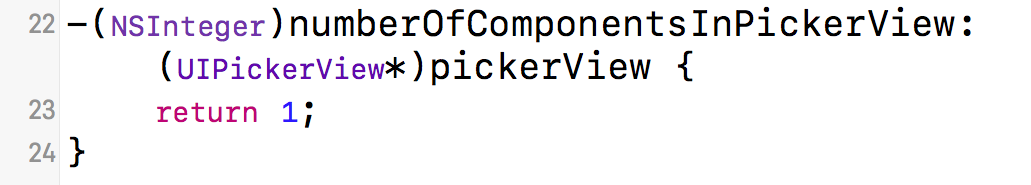 22 -(NSInteger)numberOfComponentsInPickerView:
(UIPickerView*)pickerView {
23 return 1;
24 }